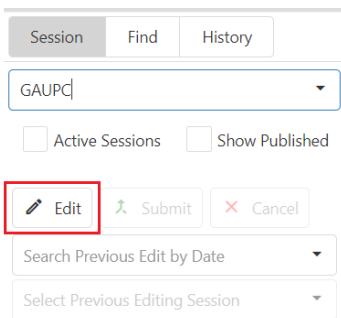 Session Find History
GAUPC
Active Sessions Show Published
Edit Submit Cancel
Search Previous Edit by Date
Select Previous Editing Session